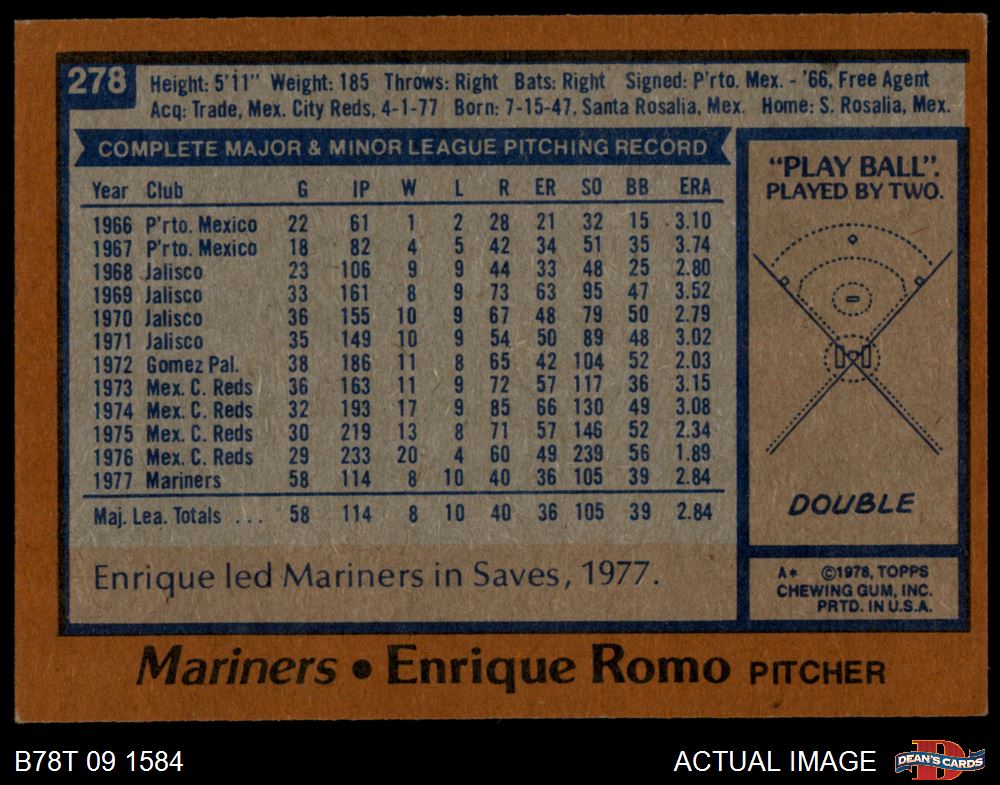 278
Height: 5'11" Weight: 185 Throws: Right Bats: Right Signed: P'rto. Mex. - '66, Free Agent
Acq: Trade, Mex. City Reds, 4-1-77 Born: 7-15-47, Santa Rosalia, Mex. Home: S. Rosalia, Mex.
COMPLETE MAJOR & MINOR LEAGUE PITCHING RECORD
Year Club G IP W L R ER SO BB ERA
1966 P'rto. Mexico 22 61 1 2 28 21 32 15 3.10
1967 P'rto. Mexico 18 82 4 5 42 34 51 35 3.74
1968 Jalisco 23 106 9 9 44 33 48 25 2.80
1969 Jalisco 33 161 8 9 73 63 95 47 3.52
1970 Jalisco 36 155 10 9 67 48 79 50 2.79
1971 Jalisco 35 149 10 9 54 50 89 48 3.02
1972 Gomez Pal. 38 186 11 8 65 42 104 52 2.03
1973 Mex. C. Reds 36 163 11 9 72 57 117 36 3.15
1974 Mex. C. Reds 32 193 17 9 85 66 130 49 3.08
1975 Mex. C. Reds 30 219 13 8 71 57 146 52 2.34
1976 Mex. C. Reds 29 233 20 4 60 49 239 56 1.89
1977 Mariners 58 114 8 10 40 36 105 39 2.84
Maj. Lea. Totals ... 58 114 8 10 40 36 105 39 2.84
Enrique led Mariners in Saves, 1977.
"PLAY BALL".
PLAYED BY TWO.
DOUBLE
A* ©1978, TOPPS
CHEWING GUM, INC.
PRTD. IN U.S.A.
Mariners • Enrique Romo PITCHER
B78T 09 1584
ACTUAL IMAGE
D
DEAN'S CARDS